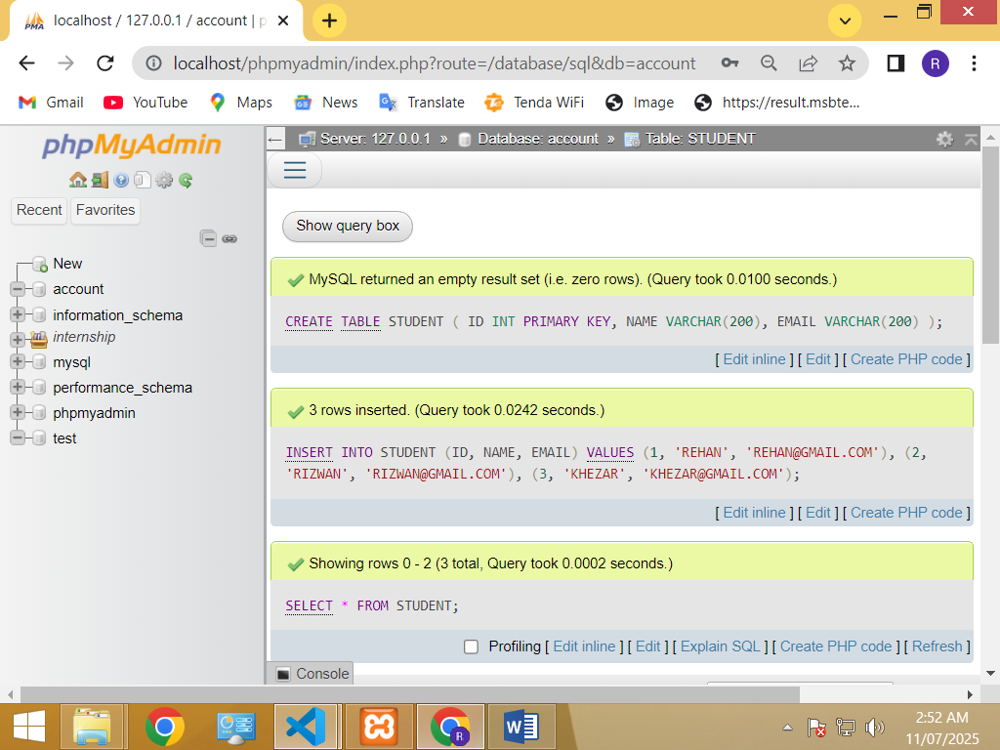 localhost / 127.0.0.1 / account | p
localhost/phpmyadmin/index.php?route=/database/sql&db=account
R
Gmail
YouTube
Maps
News
Translate
Tenda WiFi
Image
https://result.msbte...
phpMyAdmin
Recent
Favorites
New
account
information_schema
internship
mysql
performance_schema
phpmyadmin
test
Server: 127.0.0.1 » Database: account » Table: STUDENT
Show query box
MySQL returned an empty result set (i.e. zero rows). (Query took 0.0100 seconds.)
CREATE TABLE STUDENT ( ID INT PRIMARY KEY, NAME VARCHAR(200), EMAIL VARCHAR(200) );
[ Edit inline ] [ Edit ] [ Create PHP code ]
3 rows inserted. (Query took 0.0242 seconds.)
INSERT INTO STUDENT (ID, NAME, EMAIL) VALUES (1, 'REHAN', 'REHAN@GMAIL.COM'), (2,
'RIZWAN', 'RIZWAN@GMAIL.COM'), (3, 'KHEZAR', 'KHEZAR@GMAIL.COM');
[ Edit inline ] [ Edit ] [ Create PHP code ]
Showing rows 0 - 2 (3 total, Query took 0.0002 seconds.)
SELECT * FROM STUDENT;
Profiling [ Edit inline ] [ Edit ] [ Explain SQL ] [ Create PHP code ] [ Refresh ]
Console
2:52 AM
11/07/2025